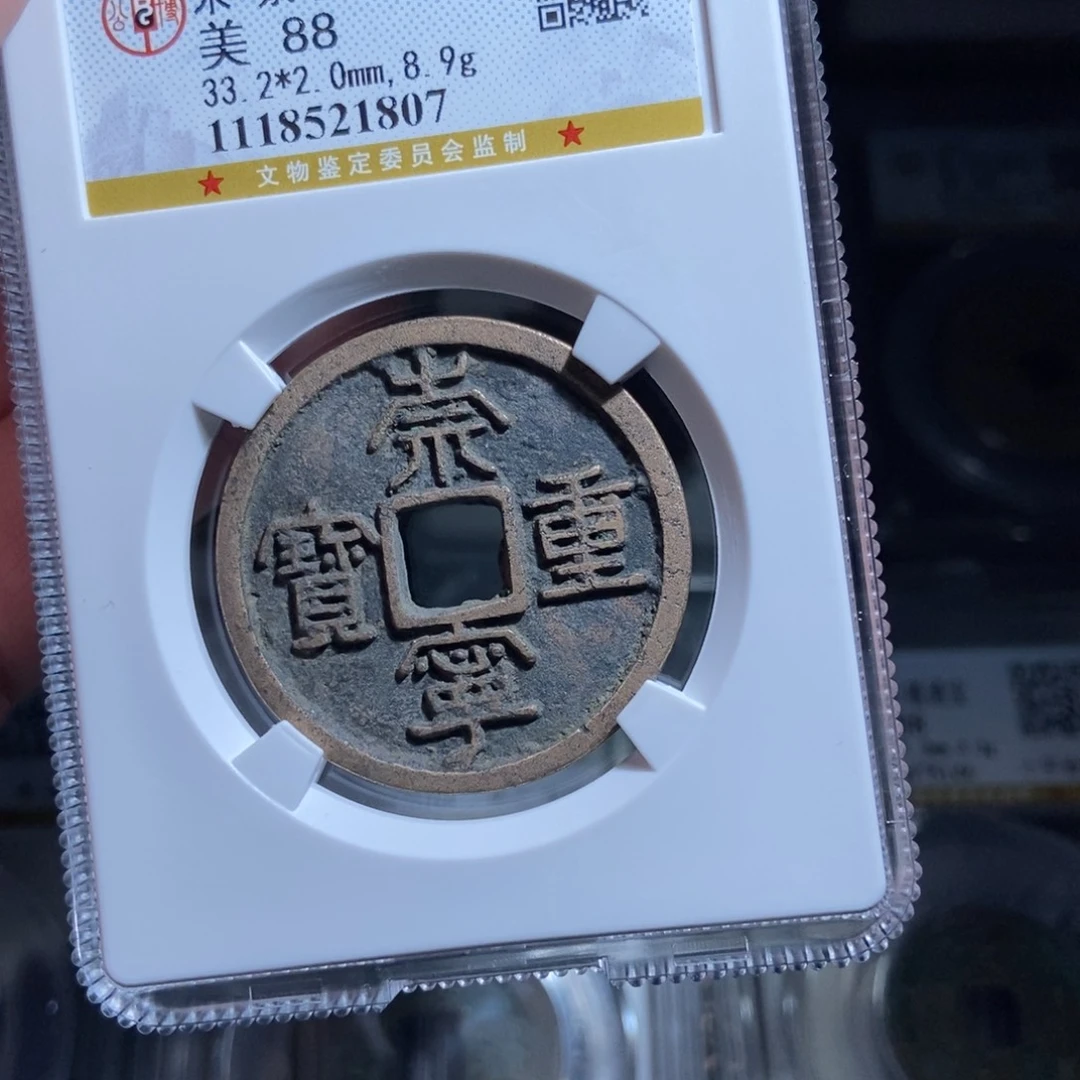 美 88
33.2*2.0mm,8.9g
1118521807
文物鉴定委员会监制
崇寧重寶